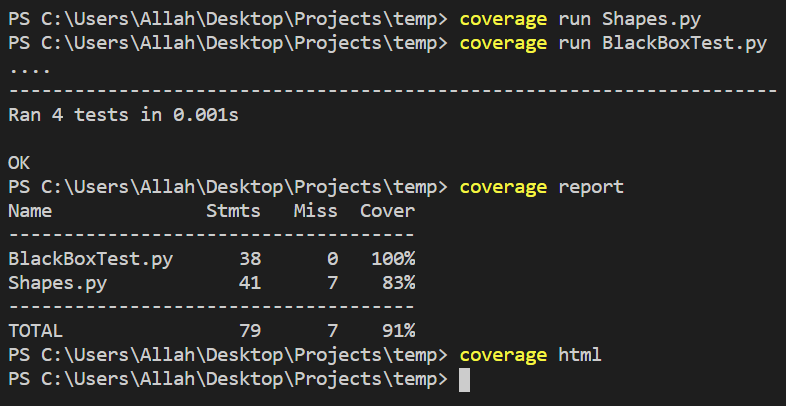 PS C:\Users\Allah\Desktop\Projects\temp> coverage run Shapes.py
PS C:\Users\Allah\Desktop\Projects\temp> coverage run BlackBoxTest.py
....
----------------------------------------------------------------------
Ran 4 tests in 0.001s

OK
PS C:\Users\Allah\Desktop\Projects\temp> coverage report
Name              Stmts   Miss  Cover
-------------------------------------
BlackBoxTest.py      38      0   100%
Shapes.py            41      7    83%
-------------------------------------
TOTAL                79      7    91%
PS C:\Users\Allah\Desktop\Projects\temp> coverage html
PS C:\Users\Allah\Desktop\Projects\temp>